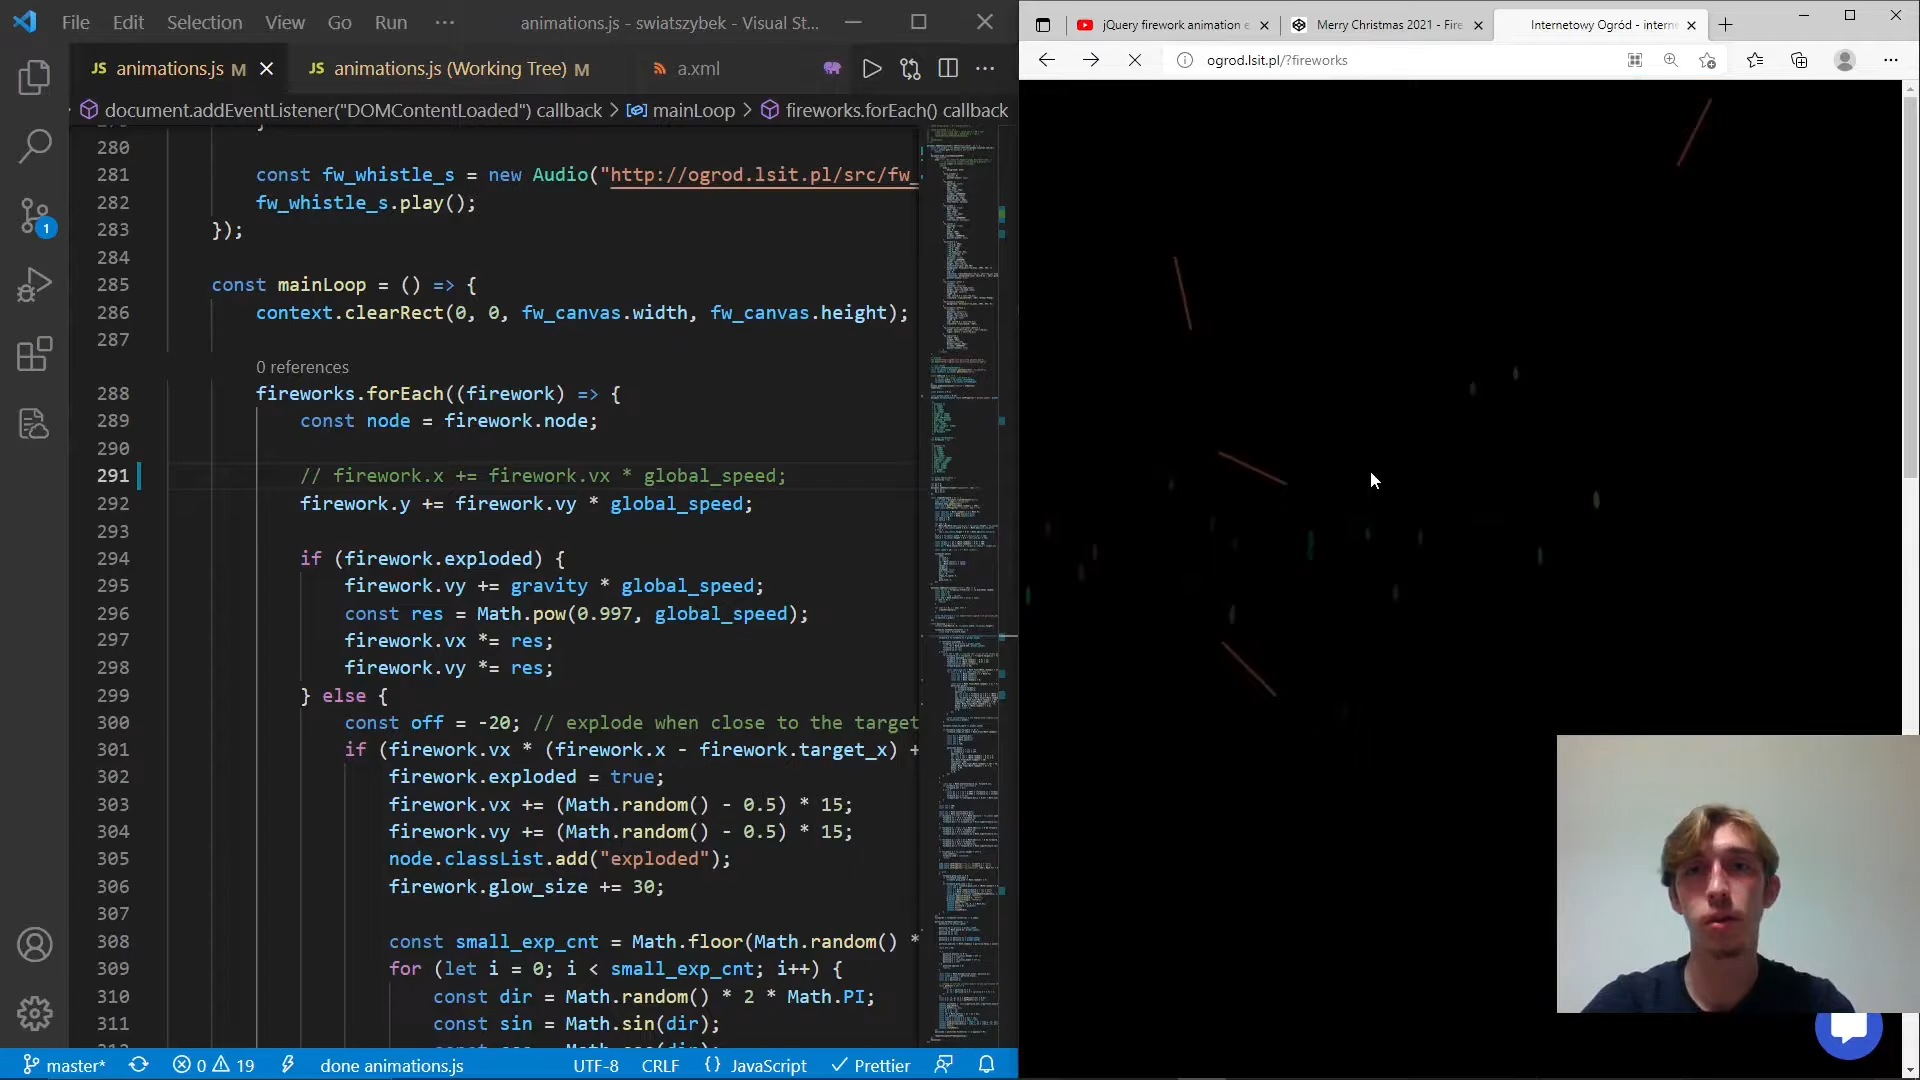 File Edit Selection View Go Run ··· animations.js - swiatszybek - Visual St...
JS animations.js M JS animations.js (Working Tree) M a.xml
document.addEventListener("DOMContentLoaded") callback > mainLoop > fireworks.forEach() callback
280
281 const fw_whistle_s = new Audio("http://ogrod.lsit.pl/src/fw_
282 fw_whistle_s.play();
283 });
284
285 const mainLoop = () => {
286 context.clearRect(0, 0, fw_canvas.width, fw_canvas.height);
287
0 references
288 fireworks.forEach((firework) => {
289 const node = firework.node;
290
291 // firework.x += firework.vx * global_speed;
292 firework.y += firework.vy * global_speed;
293
294 if (firework.exploded) {
295 firework.vy += gravity * global_speed;
296 const res = Math.pow(0.997, global_speed);
297 firework.vx *= res;
298 firework.vy *= res;
299 } else {
300 const off = -20; // explode when close to the target
301 if (firework.vx * (firework.x - firework.target_x) +
302 firework.exploded = true;
303 firework.vx += (Math.random() - 0.5) * 15;
304 firework.vy += (Math.random() - 0.5) * 15;
305 node.classList.add("exploded");
306 firework.glow_size += 30;
307
308 const small_exp_cnt = Math.floor(Math.random() *
309 for (let i = 0; i < small_exp_cnt; i++) {
310 const dir = Math.random() * 2 * Math.PI;
311 const sin = Math.sin(dir);
1
master* 0 19 done animations.js UTF-8 CRLF {} JavaScript Prettier
jQuery firework animation e Merry Christmas 2021 - Fire Internetowy Ogród - intern
ogrod.lsit.pl/?fireworks